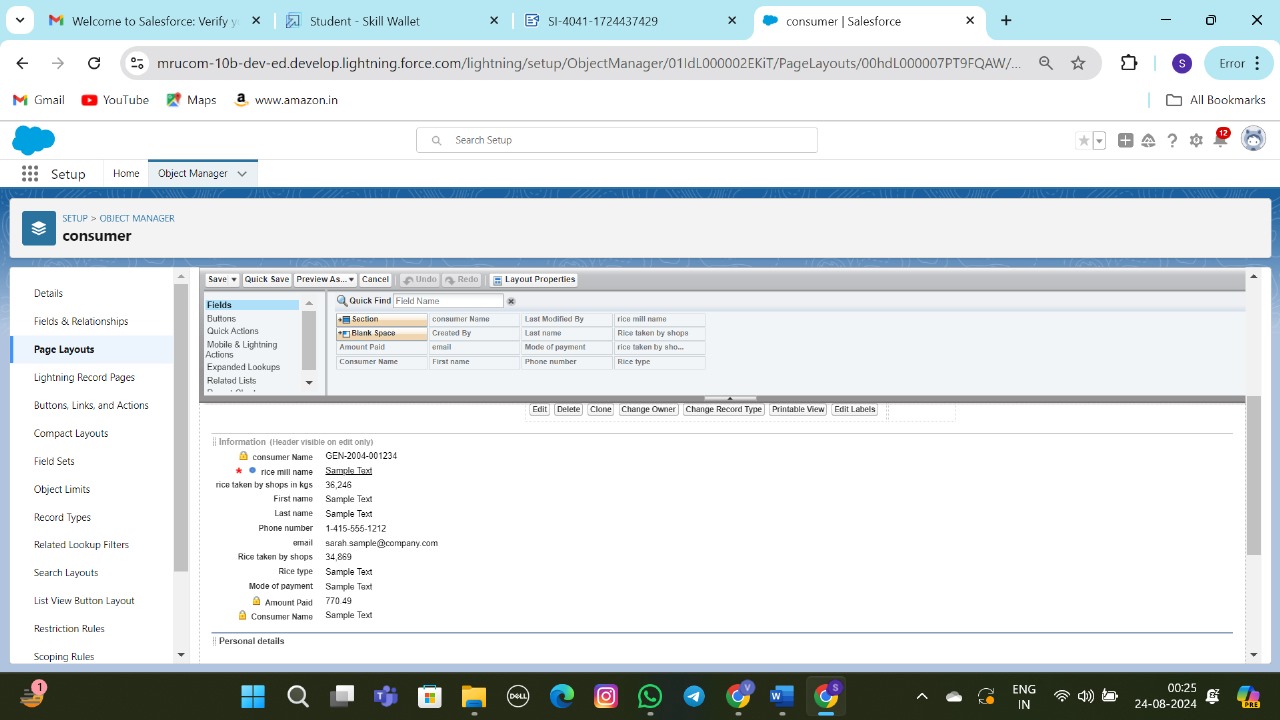 Welcome to Salesforce: Verify yo
Student - Skill Wallet
SI-4041-1724437429
consumer | Salesforce
mrucom-10b-dev-ed.develop.lightning.force.com/lightning/setup/ObjectManager/01IdL000002EKiT/PageLayouts/00hdL000007PT9FQAW/...
S
Error
Gmail
YouTube
Maps
www.amazon.in
All Bookmarks
Search Setup
12
Setup
Home
Object Manager
SETUP > OBJECT MANAGER
consumer
Details
Fields & Relationships
Page Layouts
Lightning Record Pages
Buttons, Links, and Actions
Compact Layouts
Field Sets
Object Limits
Record Types
Related Lookup Filters
Search Layouts
List View Button Layout
Restriction Rules
Scoping Rules
Save Quick Save Preview As... Cancel Undo Redo Layout Properties
Fields
Buttons
Quick Actions
Mobile & Lightning
Actions
Expanded Lookups
Related Lists
Quick Find Field Name
Section consumer Name Last Modified By rice mill name
Blank Space Created By Last name Rice taken by shops
Amount Paid email Mode of payment rice taken by sho...
Consumer Name First name Phone number Rice type
Edit Delete Clone Change Owner Change Record Type Printable View Edit Labels
Information (Header visible on edit only)
consumer Name GEN-2004-001234
* rice mill name Sample Text
rice taken by shops in kgs 36,246
First name Sample Text
Last name Sample Text
Phone number 1-415-555-1212
email sarah.sample@company.com
Rice taken by shops 34,869
Rice type Sample Text
Mode of payment Sample Text
Amount Paid 770.49
Consumer Name Sample Text
Personal details
1
DELL
V
S
ENG
IN
00:25
24-08-2024
PRE